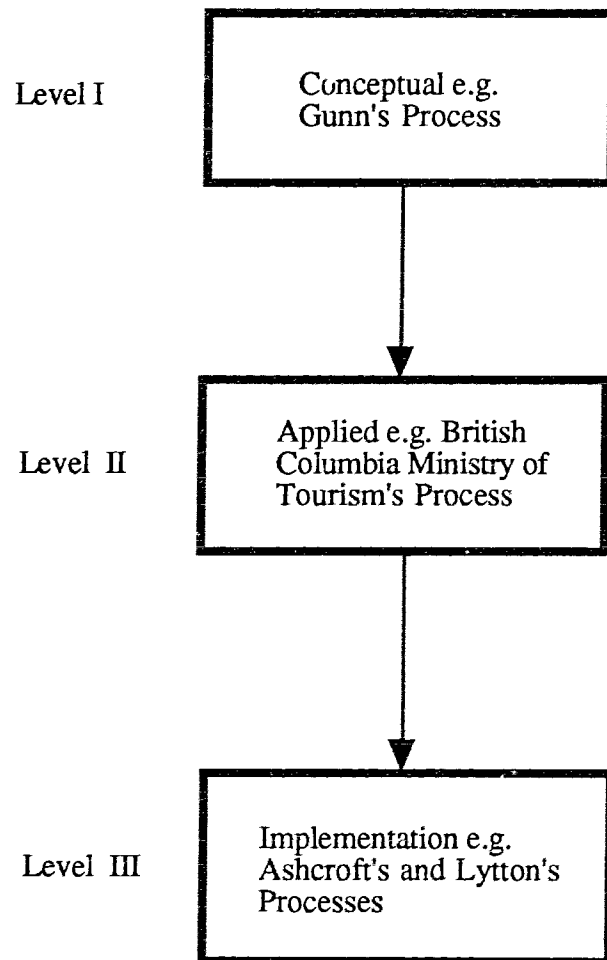 Level I
Conceptual e.g.
Gunn's Process
Level II
Applied e.g. British
Columbia Ministry of
Tourism's Process
Level III
Implementation e.g.
Ashcroft's and Lytton's
Processes